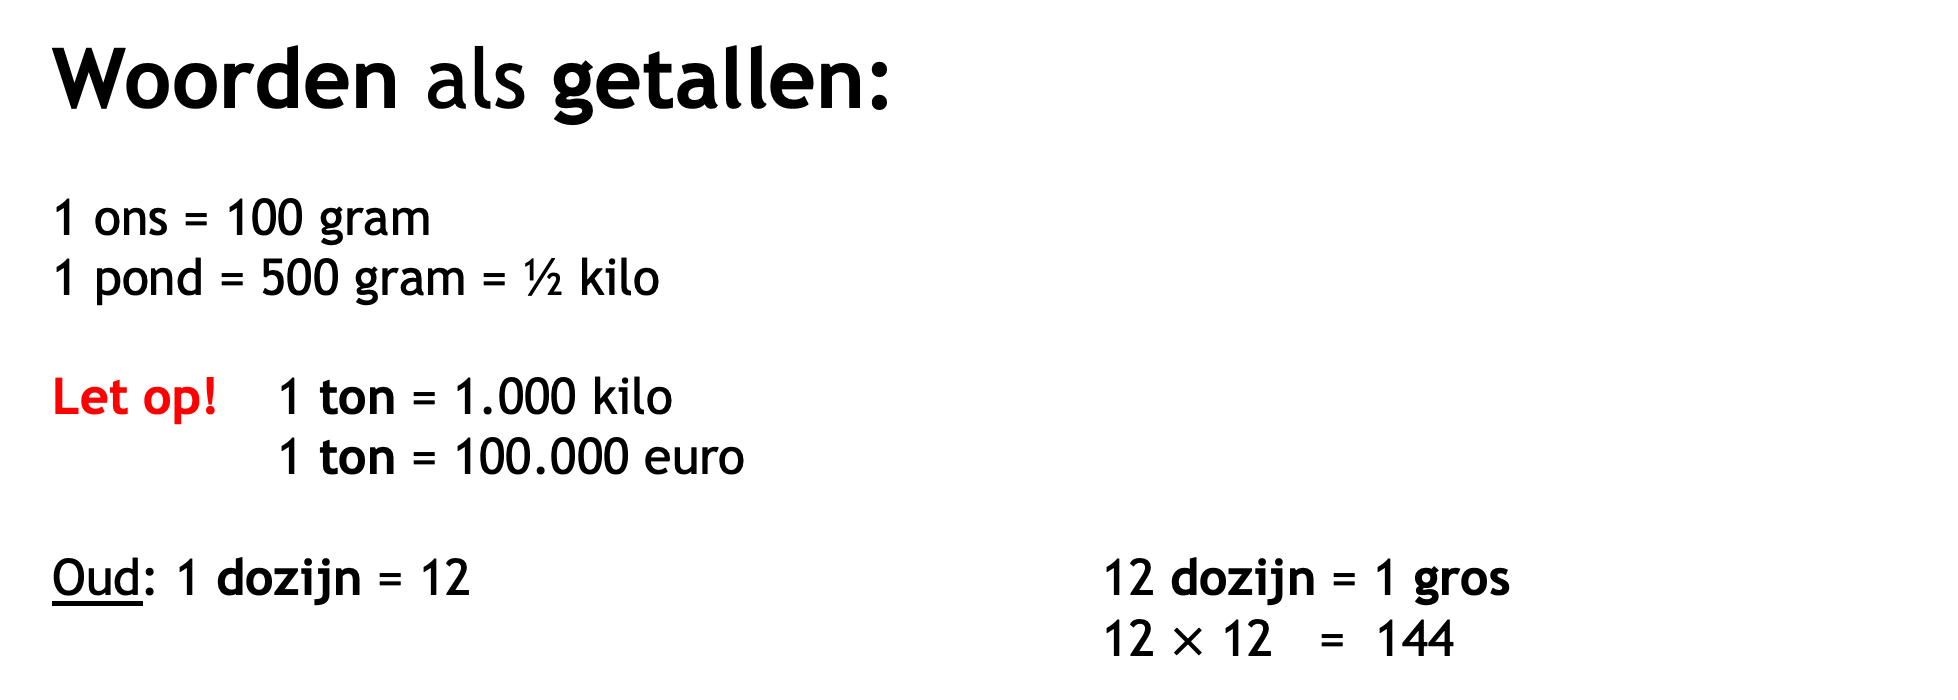 Woorden als getallen:
1 ons = 100 gram
1 pond = 500 gram = ½ kilo
Let op! 1 ton = 1.000 kilo
1 ton = 100.000 euro
Oud: 1 dozijn = 12
12 dozijn = 1 gros
12 × 12 = 144